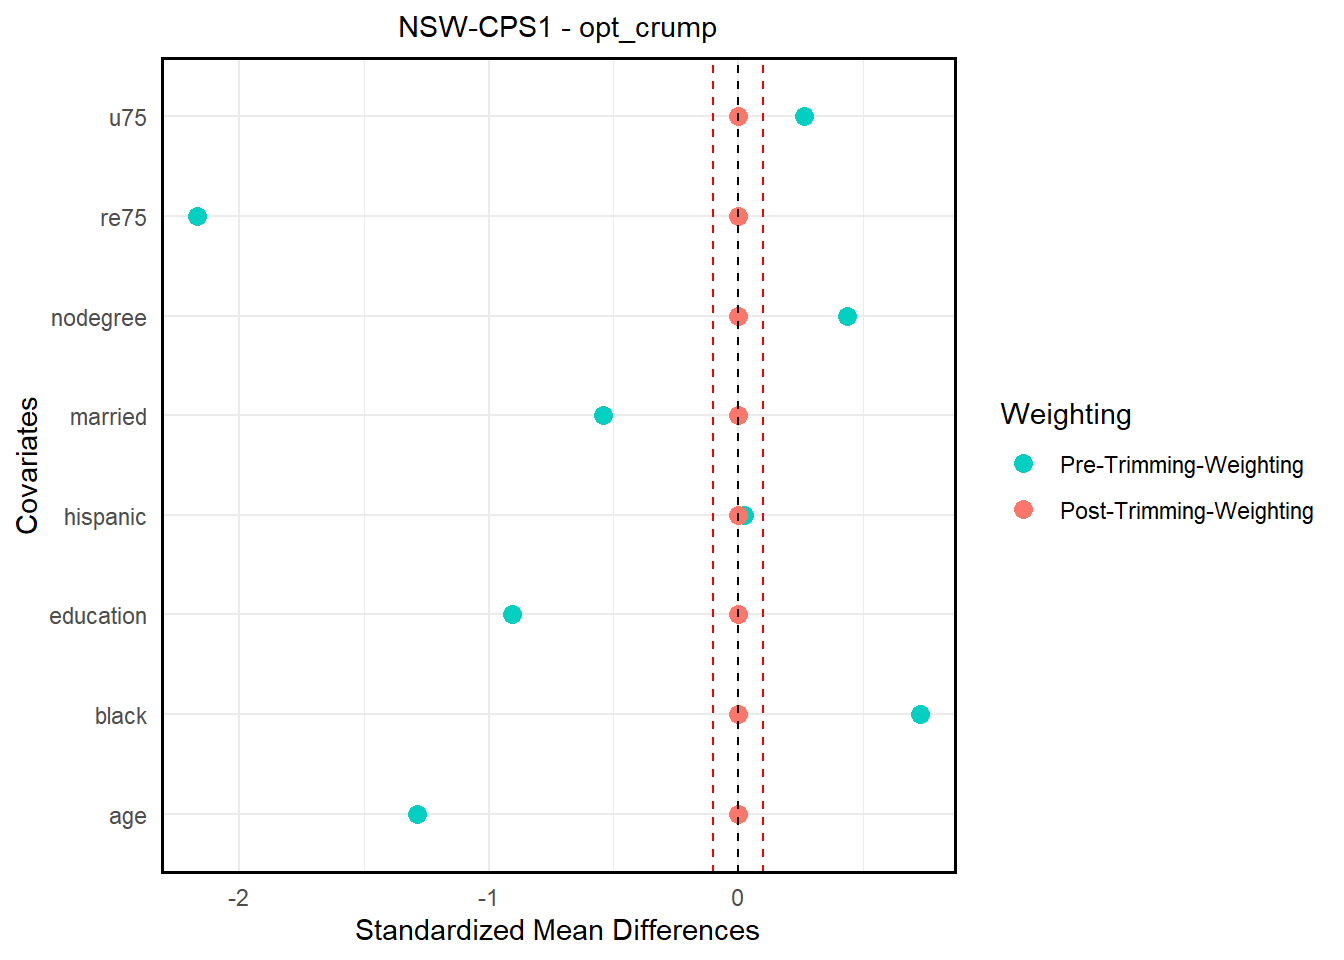 NSW-CPS1 - opt_crump
u75
re75
nodegree
married
hispanic
education
black
age
Covariates
-2
-1
0
Standardized Mean Differences
Weighting
Pre-Trimming-Weighting
Post-Trimming-Weighting